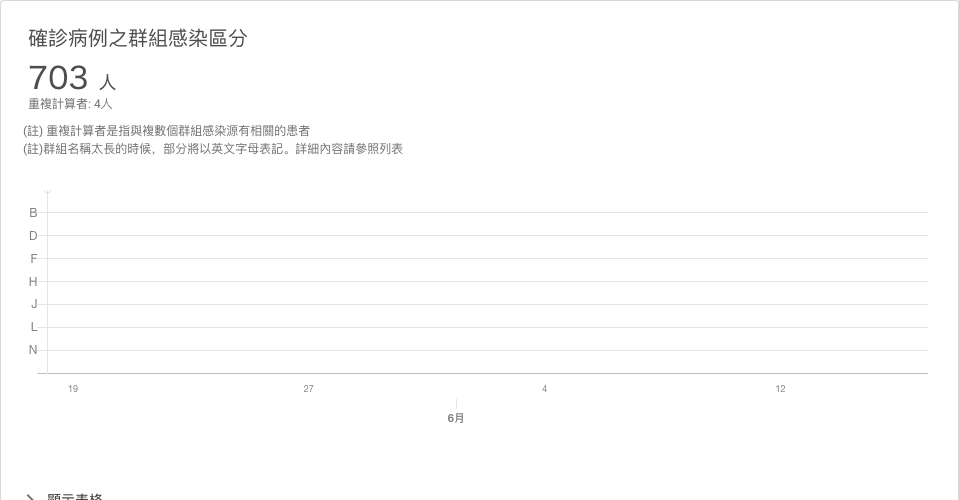 確診病例之群組感染區分
703 人
重複計算者: 4人
(註) 重複計算者是指與複數個群組感染源有相關的患者
(註)群組名稱太長的時候，部分將以英文字母表記。詳細內容請參照列表
B
D
F
H
J
L
N
19 27 4 12
6月
顯示表格